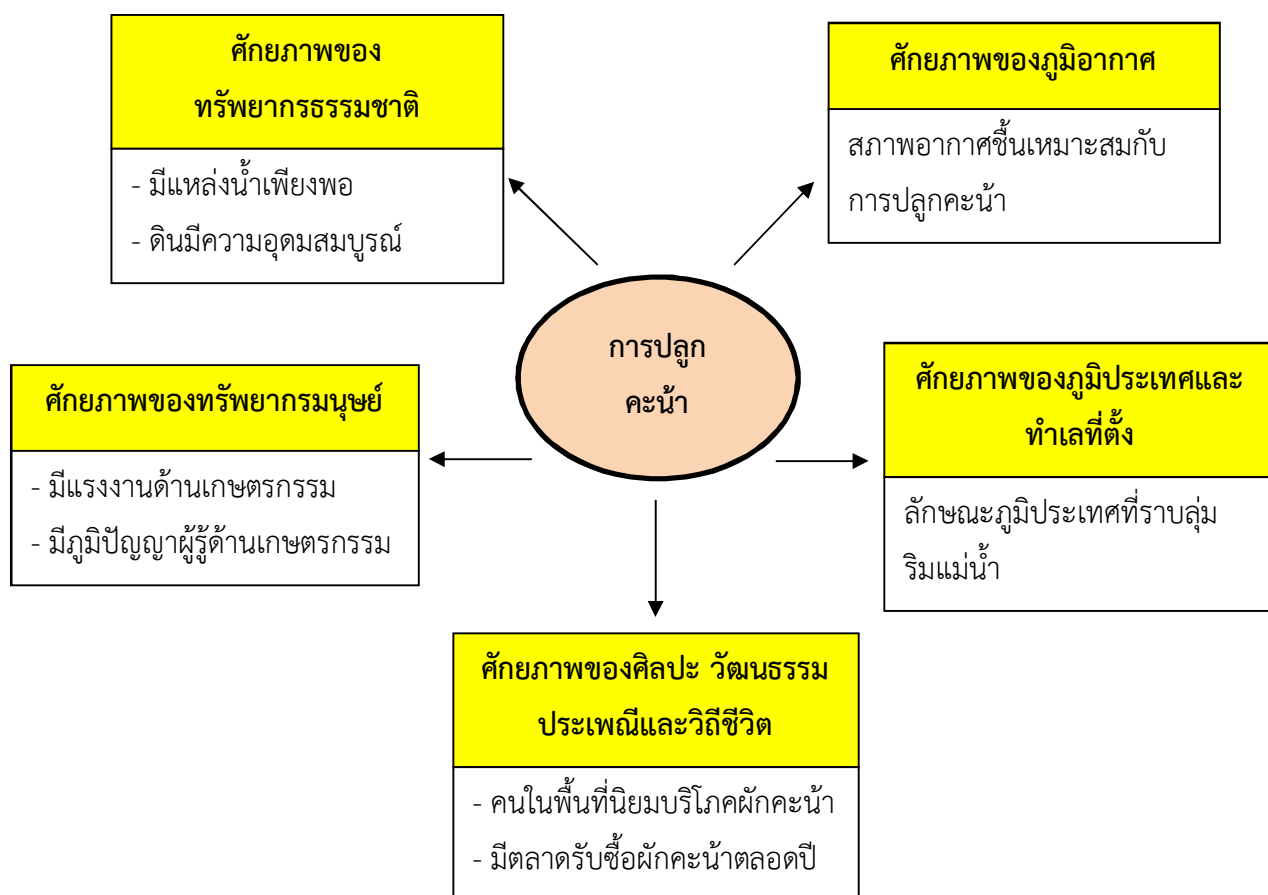 ศักยภาพของ
ทรัพยากรธรรมชาติ
- มีแหล่งน้ำเพียงพอ
- ดินมีความอุดมสมบูรณ์
ศักยภาพของภูมิอากาศ
สภาพอากาศชื้นเหมาะสมกับ
การปลูกคะน้า
การปลูก
คะน้า
ศักยภาพของทรัพยากรมนุษย์
- มีแรงงานด้านเกษตรกรรม
- มีภูมิปัญญาผู้รู้ด้านเกษตรกรรม
ศักยภาพของภูมิประเทศและ
ทำเลที่ตั้ง
ลักษณะภูมิประเทศที่ราบลุ่ม
ริมแม่น้ำ
ศักยภาพของศิลปะ วัฒนธรรม
ประเพณีและวิถีชีวิต
- คนในพื้นที่นิยมบริโภคผักคะน้า
- มีตลาดรับซื้อผักคะน้าตลอดปี